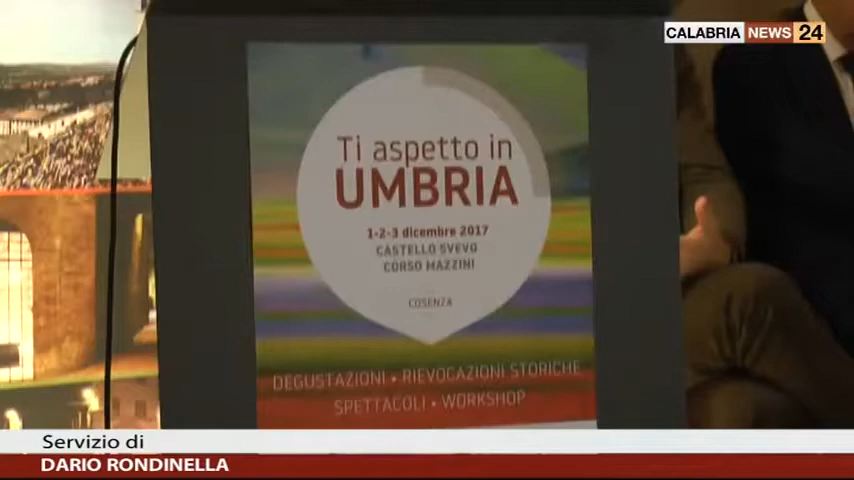 CALABRIA NEWS 24
Ti aspetto in
UMBRIA
1-2-3 dicembre 2017
CASTELLO SVEVO
CORSO MAZZINI
COSENZA
DEGUSTAZIONI • RIEVOCAZIONI STORICHE
SPETTACOLI • WORKSHOP
Servizio di
DARIO RONDINELLA